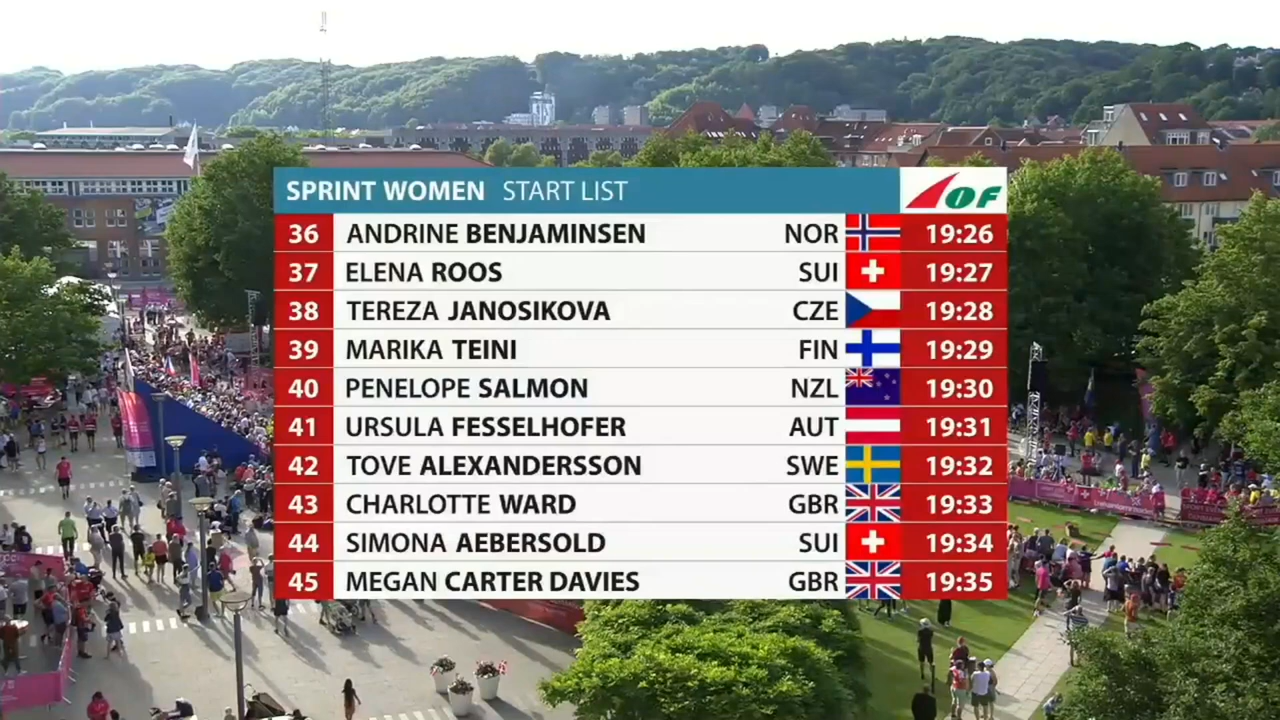 SPRINT WOMEN START LIST IOF
36 ANDRINE BENJAMINSEN NOR 19:26
37 ELENA ROOS SUI 19:27
38 TEREZA JANOSIKOVA CZE 19:28
39 MARIKA TEINI FIN 19:29
40 PENELOPE SALMON NZL 19:30
41 URSULA FESSELHOFER AUT 19:31
42 TOVE ALEXANDERSSON SWE 19:32
43 CHARLOTTE WARD GBR 19:33
44 SIMONA AEBERSOLD SUI 19:34
45 MEGAN CARTER DAVIES GBR 19:35